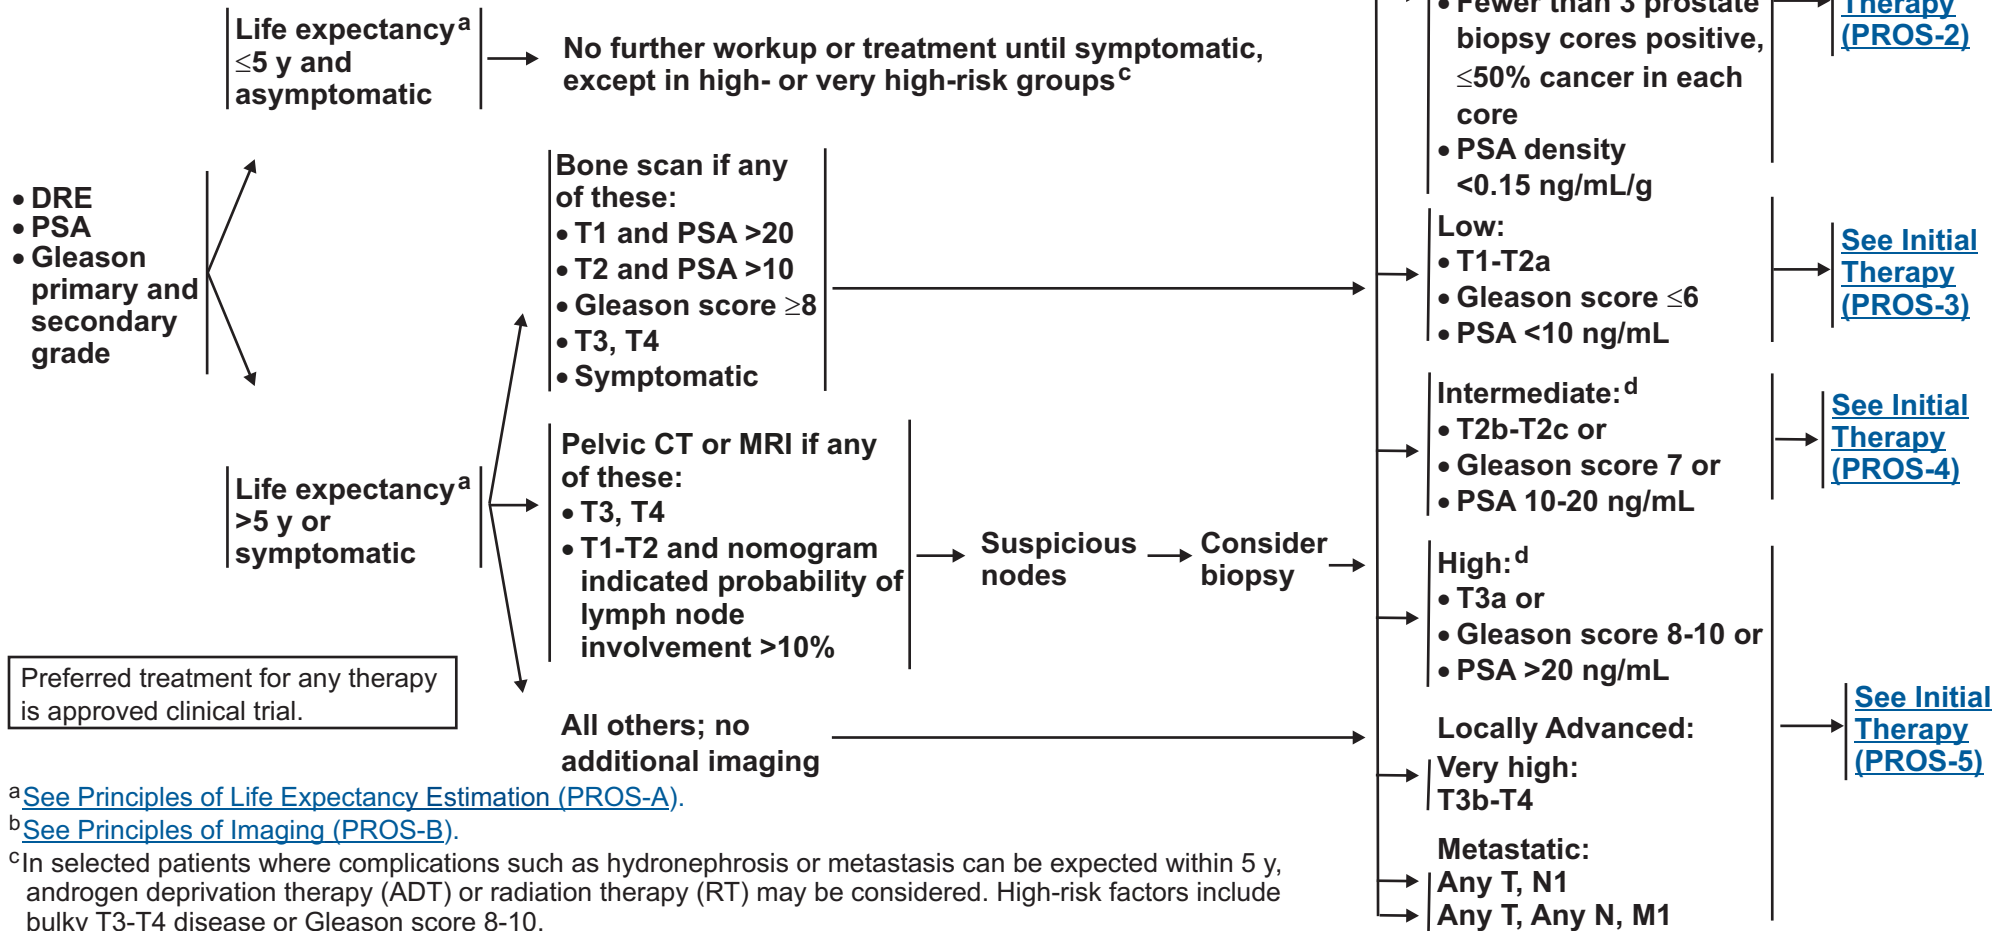 • DRE
• PSA
• Gleason
primary and
secondary
grade
Life expectancy a
≤5 y and
asymptomatic
No further workup or treatment until symptomatic,
except in high- or very high-risk groups c
Life expectancy a
>5 y or
symptomatic
Bone scan if any
of these:
• T1 and PSA >20
• T2 and PSA >10
• Gleason score ≥8
• T3, T4
• Symptomatic
Pelvic CT or MRI if any
of these:
• T3, T4
• T1-T2 and nomogram
indicated probability of
lymph node
involvement >10%
Suspicious
nodes
Consider
biopsy
All others; no
additional imaging
• Fewer than 3 prostate
biopsy cores positive,
≤50% cancer in each
core
• PSA density
<0.15 ng/mL/g
Therapy
(PROS-2)
Low:
• T1-T2a
• Gleason score ≤6
• PSA <10 ng/mL
See Initial
Therapy
(PROS-3)
Intermediate: d
• T2b-T2c or
• Gleason score 7 or
• PSA 10-20 ng/mL
See Initial
Therapy
(PROS-4)
High: d
• T3a or
• Gleason score 8-10 or
• PSA >20 ng/mL
Locally Advanced:
Very high:
T3b-T4
Metastatic:
Any T, N1
Any T, Any N, M1
See Initial
Therapy
(PROS-5)
Preferred treatment for any therapy
is approved clinical trial.
a See Principles of Life Expectancy Estimation (PROS-A).
b See Principles of Imaging (PROS-B).
c In selected patients where complications such as hydronephrosis or metastasis can be expected within 5 y,
androgen deprivation therapy (ADT) or radiation therapy (RT) may be considered. High-risk factors include
bulky T3-T4 disease or Gleason score 8-10.